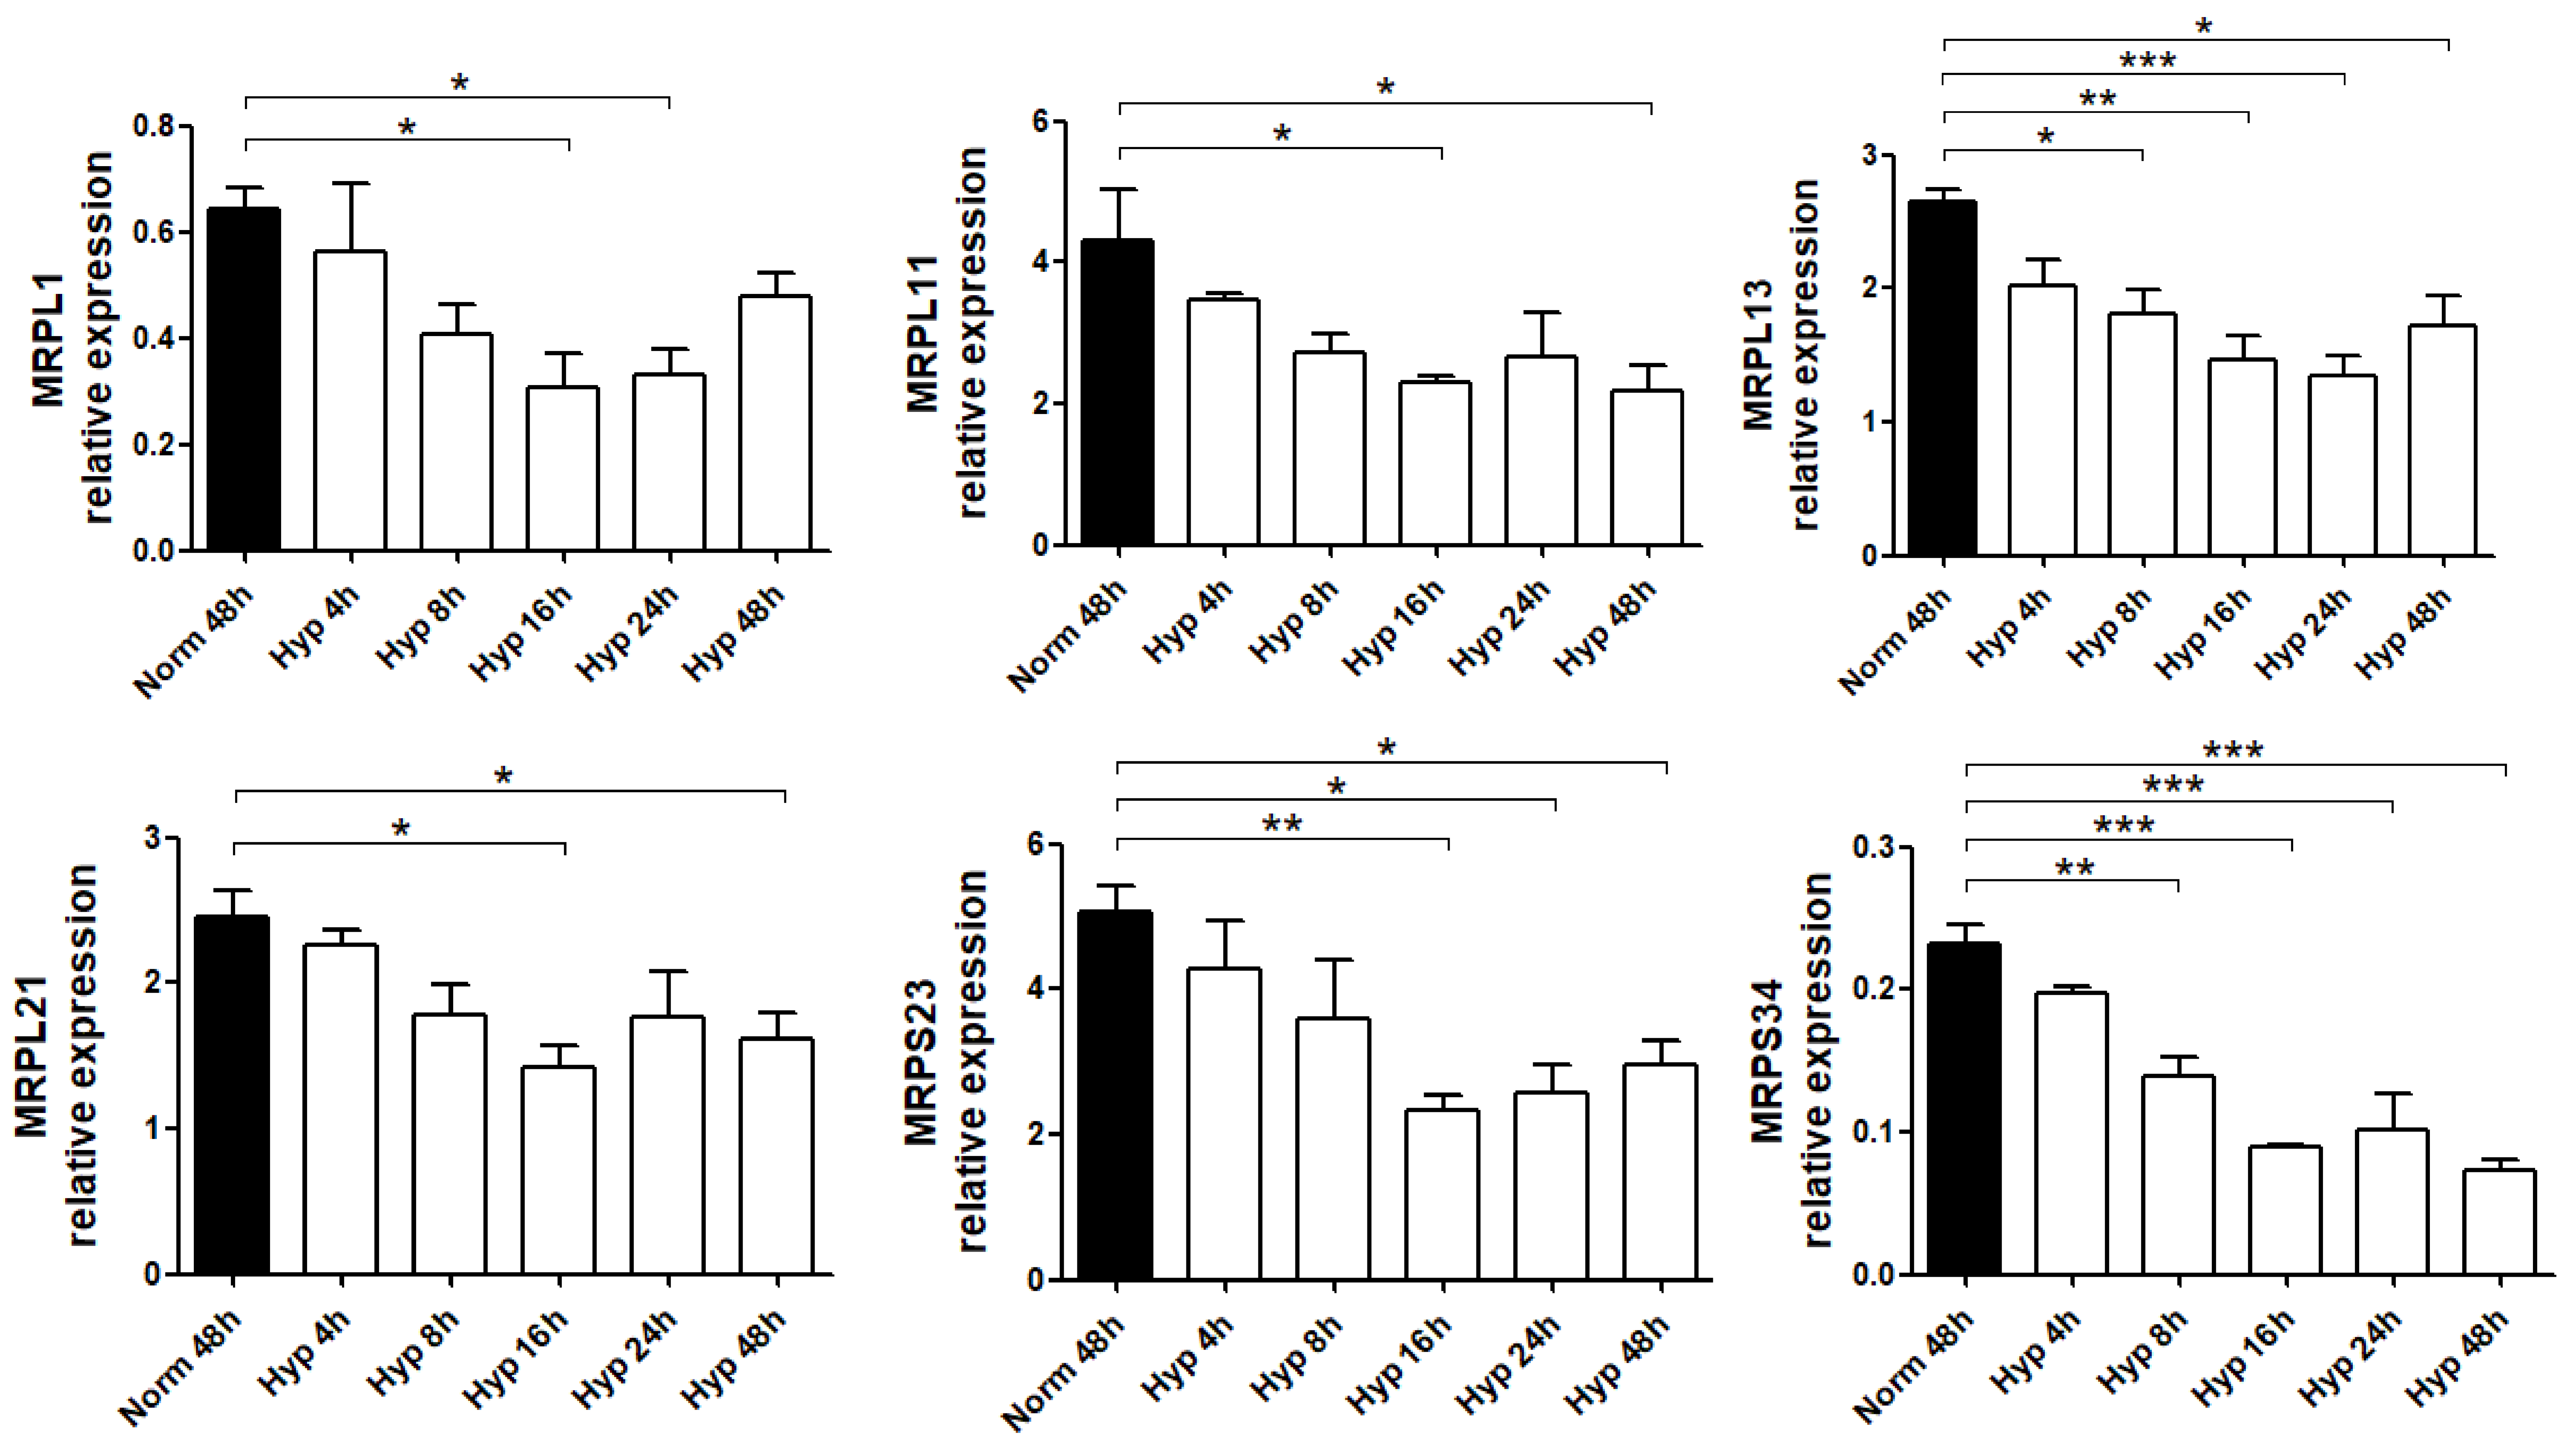 *
*
MRPL1
relative expression
0.8
0.6
0.4
0.2
0.0
Norm 48h
Hyp 4h
Hyp 8h
Hyp 16h
Hyp 24h
Hyp 48h
*
*
MRPL11
relative expression
6
4
2
0
Norm 48h
Hyp 4h
Hyp 8h
Hyp 16h
Hyp 24h
Hyp 48h
*
***
**
*
MRPL13
relative expression
3
2
1
0
Norm 48h
Hyp 4h
Hyp 8h
Hyp 16h
Hyp 24h
Hyp 48h
*
*
MRPL21
relative expression
3
2
1
0
Norm 48h
Hyp 4h
Hyp 8h
Hyp 16h
Hyp 24h
Hyp 48h
*
*
**
MRPS23
relative expression
6
4
2
0
Norm 48h
Hyp 4h
Hyp 8h
Hyp 16h
Hyp 24h
Hyp 48h
***
***
***
**
MRPS34
relative expression
0.3
0.2
0.1
0.0
Norm 48h
Hyp 4h
Hyp 8h
Hyp 16h
Hyp 24h
Hyp 48h